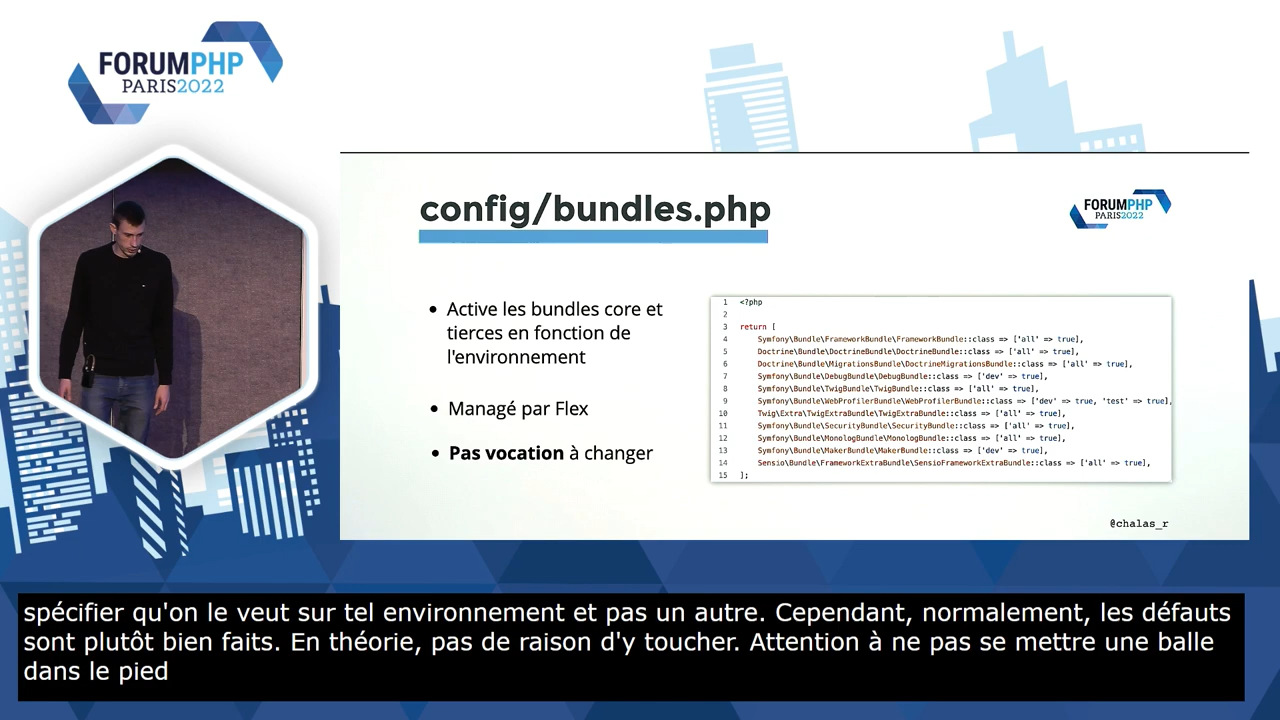 FORUMPHP
PARIS2022
config/bundles.php
FORUMPHP
PARIS2022
• Active les bundles core et
tierces en fonction de
l'environnement
• Managé par Flex
• Pas vocation à changer
1 <?php
2
3 return [
4 Symfony\Bundle\FrameworkBundle\FrameworkBundle::class => ['all' => true],
5 Doctrine\Bundle\DoctrineBundle\DoctrineBundle::class => ['all' => true],
6 Doctrine\Bundle\MigrationsBundle\DoctrineMigrationsBundle::class => ['all' => true],
7 Symfony\Bundle\DebugBundle\DebugBundle::class => ['dev' => true],
8 Symfony\Bundle\TwigBundle\TwigBundle::class => ['all' => true],
9 Symfony\Bundle\WebProfilerBundle\WebProfilerBundle::class => ['dev' => true, 'test' => true],
10 Twig\Extra\TwigExtraBundle\TwigExtraBundle::class => ['all' => true],
11 Symfony\Bundle\SecurityBundle\SecurityBundle::class => ['all' => true],
12 Symfony\Bundle\MonologBundle\MonologBundle::class => ['all' => true],
13 Symfony\Bundle\MakerBundle\MakerBundle::class => ['dev' => true],
14 Sensio\Bundle\FrameworkExtraBundle\SensioFrameworkExtraBundle::class => ['all' => true],
15 ];
@chalas_r
spécifier qu'on le veut sur tel environnement et pas un autre. Cependant, normalement, les défauts
sont plutôt bien faits. En théorie, pas de raison d'y toucher. Attention à ne pas se mettre une balle
dans le pied